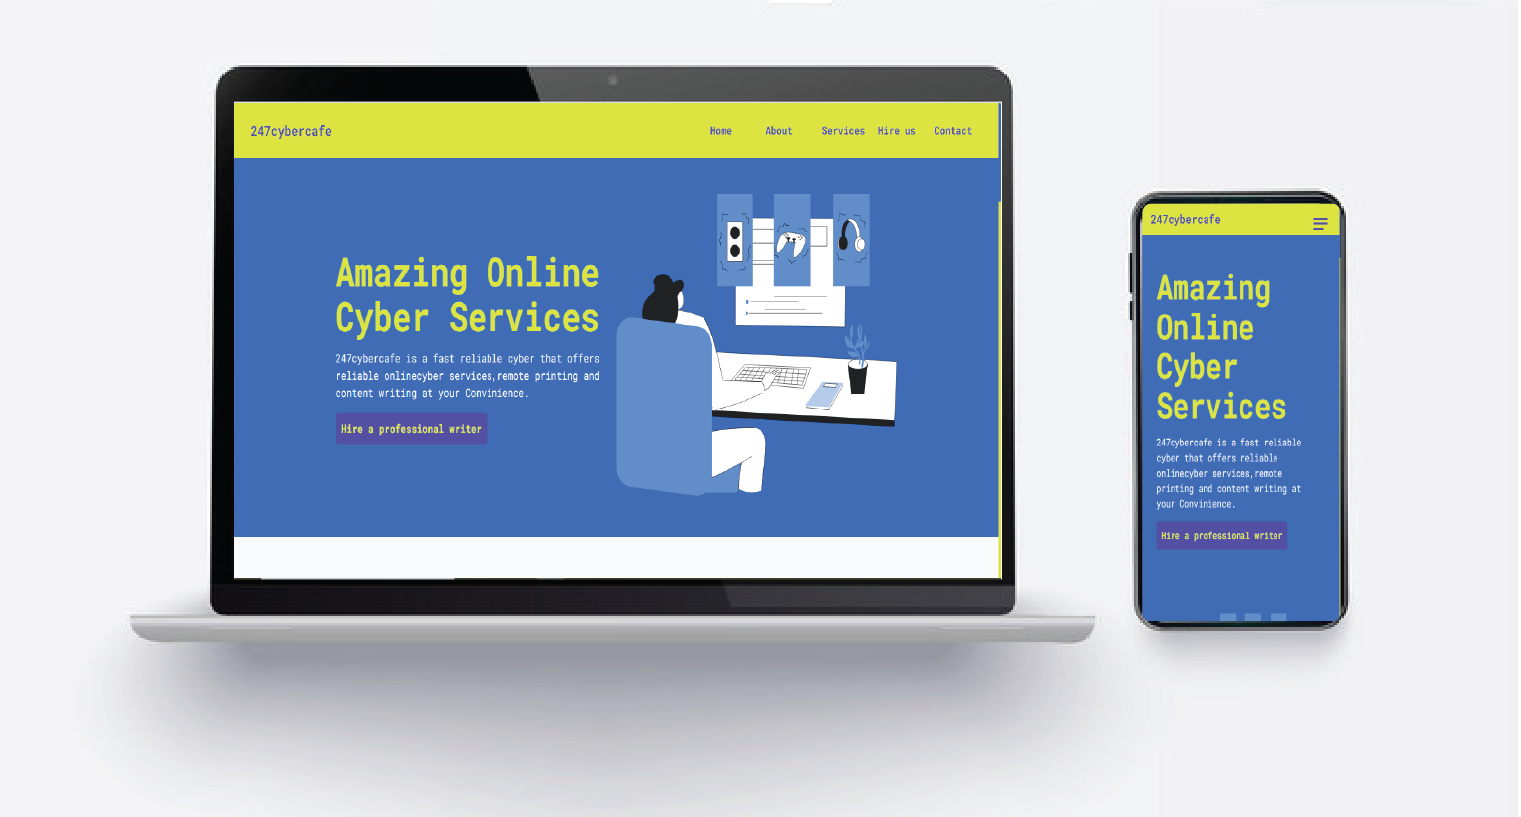 247cybercafe
Home About Services Hire us Contact
Amazing Online
Cyber Services
247cybercafe is a fast reliable cyber that offers
reliable onlinecyber services,remote printing and
content writing at your Convinience.
Hire a professional writer
247cybercafe
Amazing
Online
Cyber
Services
247cybercafe is a fast reliable
cyber that offers reliable
onlinecyber services,remote
printing and content writing at
your Convinience.
Hire a professional writer